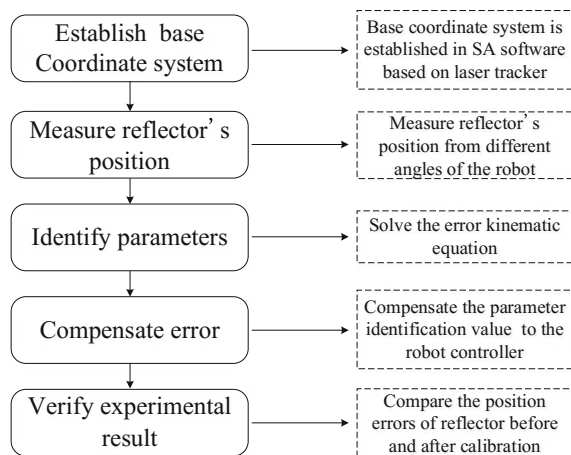 Establish base
Coordinate system
Base coordinate system is
established in SA software
based on laser tracker
Measure reflector's
position
Measure reflector's
position from different
angles of the robot
Identify parameters
Solve the error kinematic
equation
Compensate error
Compensate the parameter
identification value to the
robot controller
Verify experimental
result
Compare the position
errors of reflector before
and after calibration